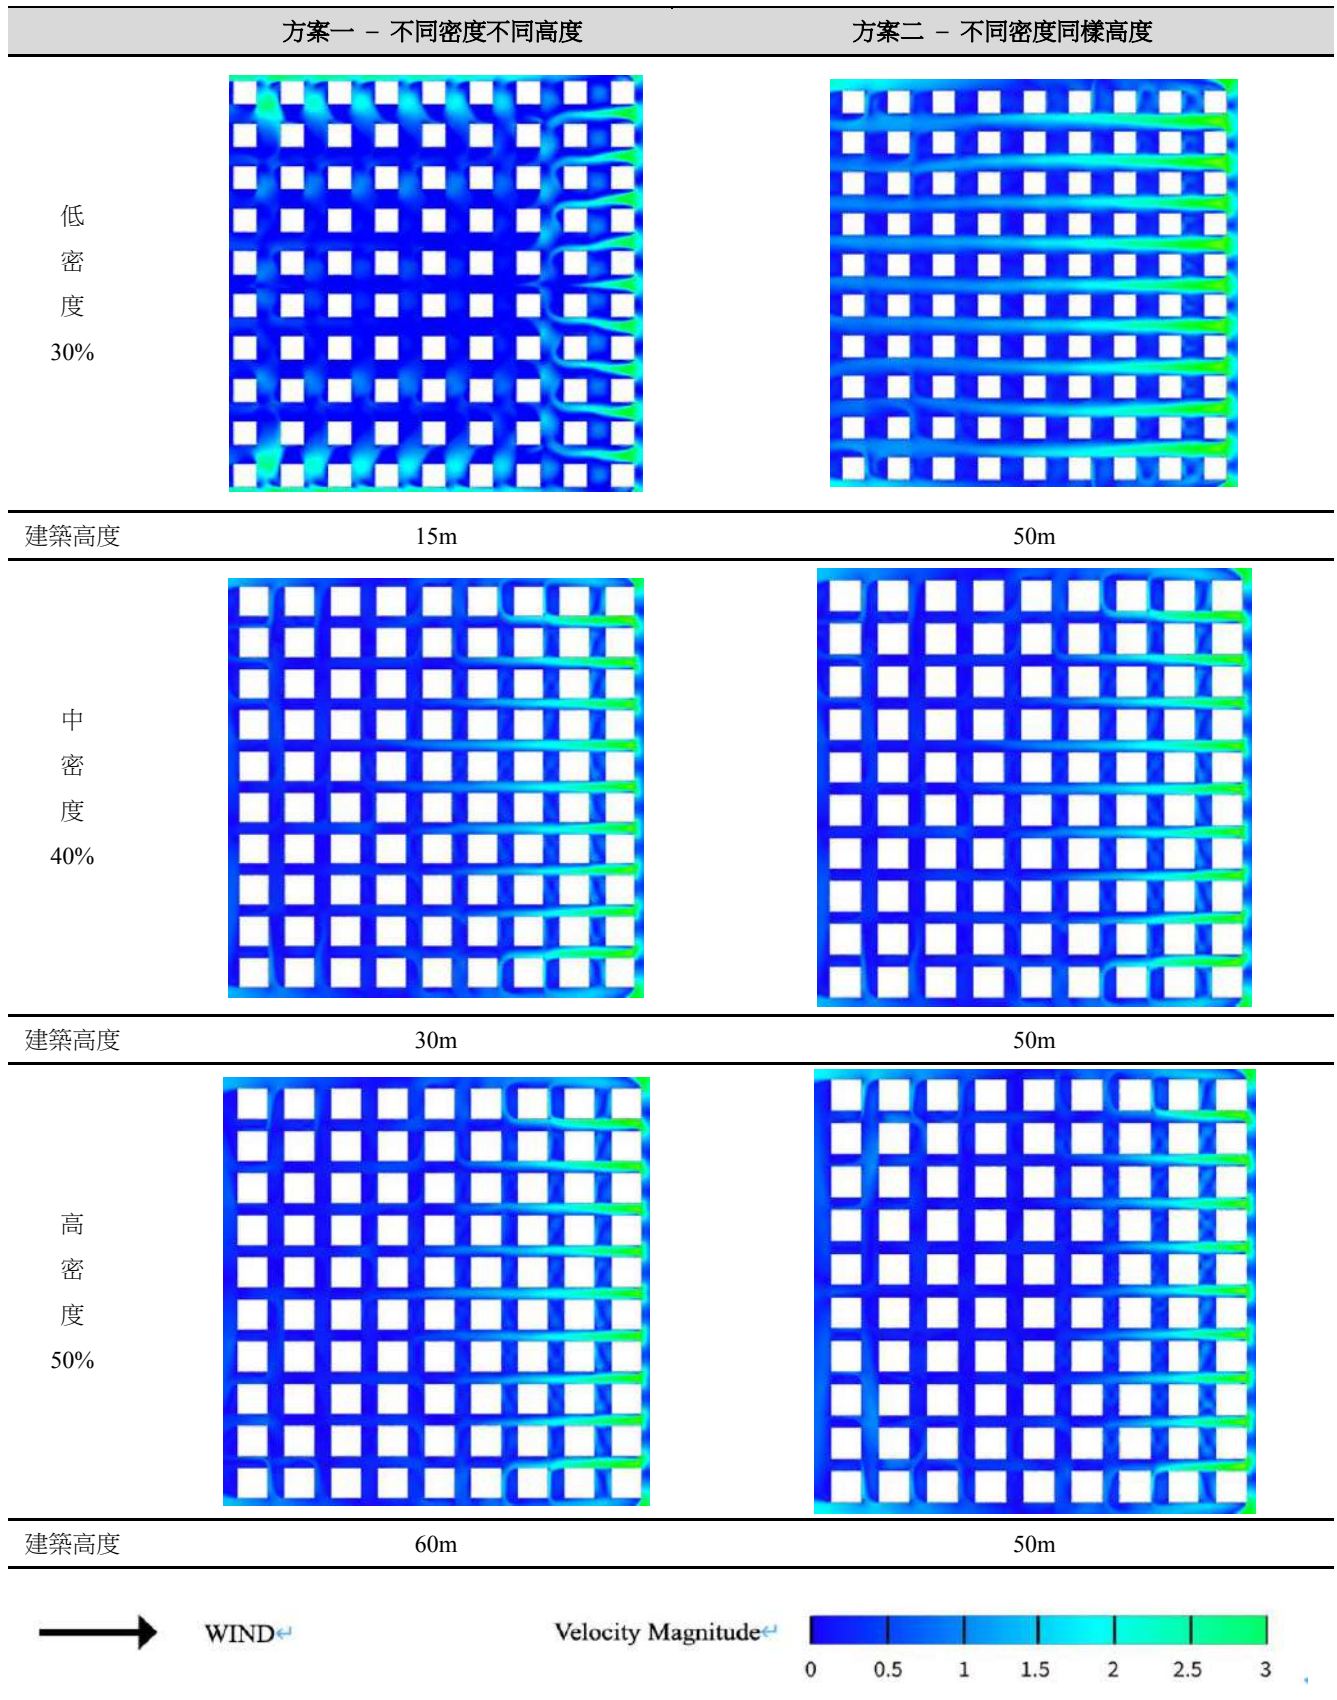 方案一 – 不同密度不同高度
方案二 – 不同密度同樣高度
低
密
度
30%
建築高度
15m
50m
中
密
度
40%
建築高度
30m
50m
高
密
度
50%
建築高度
60m
50m
WIND↵
Velocity Magnitude↵
0 0.5 1 1.5 2 2.5 3